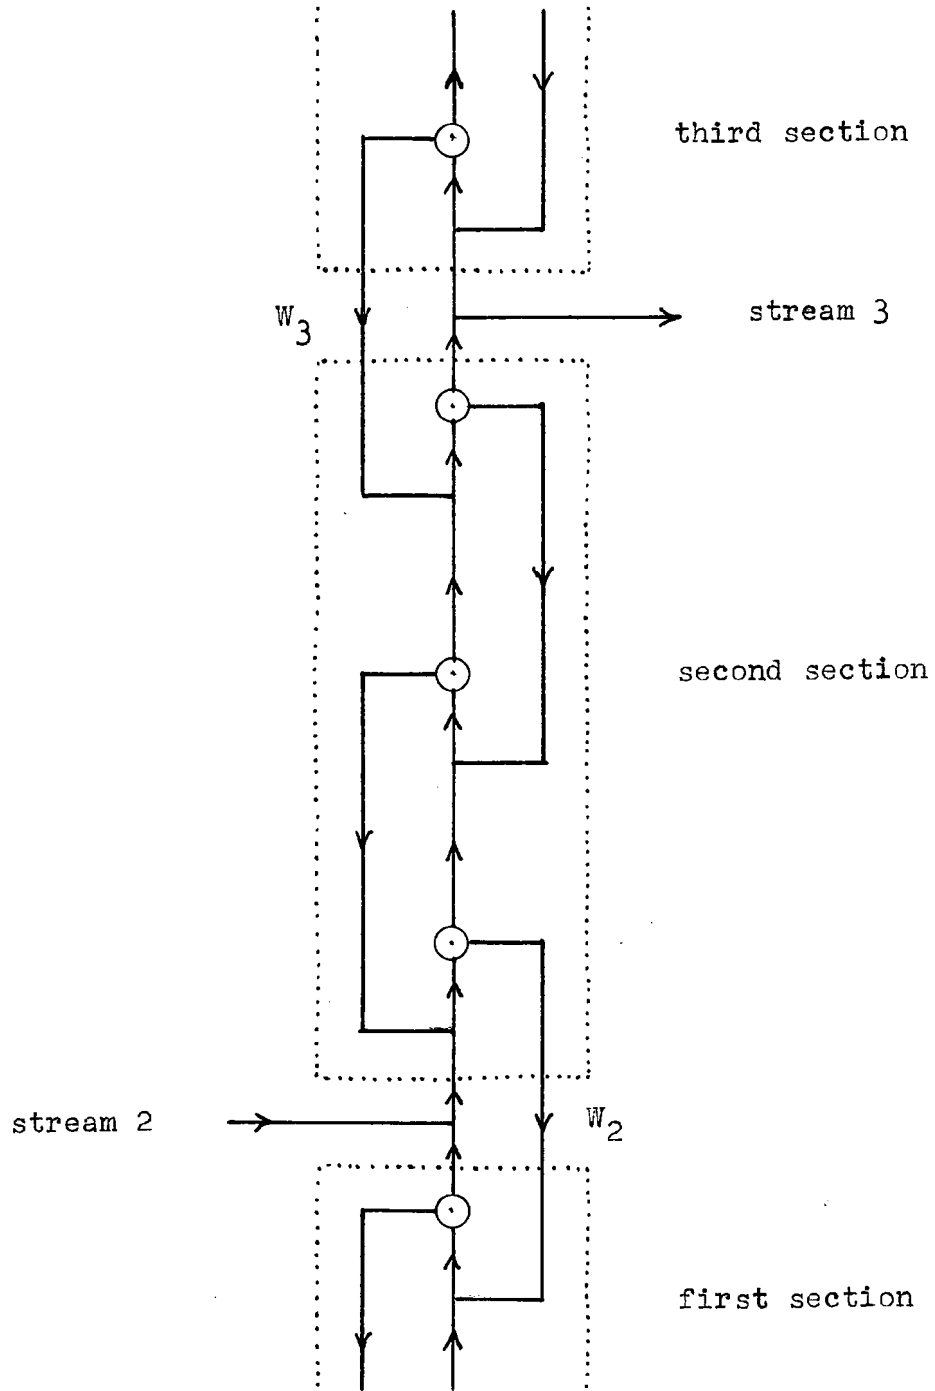 third section
W3
stream 3
second section
stream 2
W2
first section